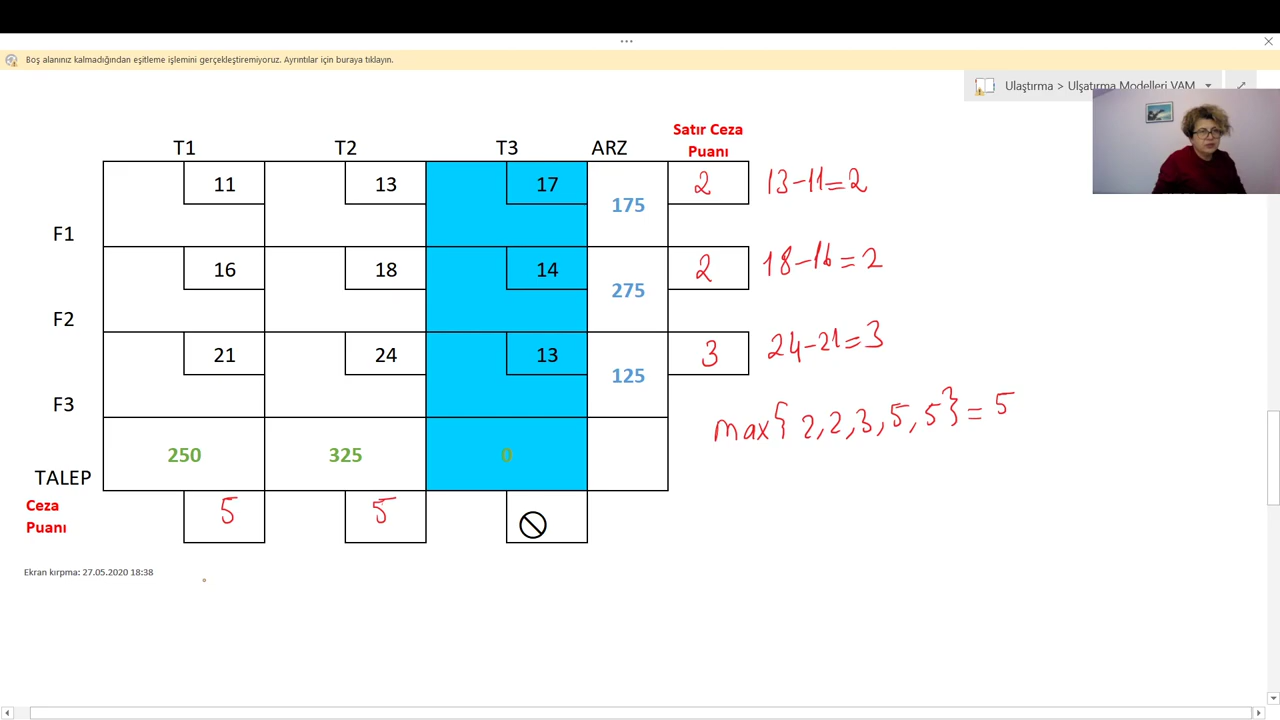 ...
Boş alanınız kalmadığından eşitleme işlemini gerçekleştiremiyoruz. Ayrıntılar için buraya tıklayın.
Ulaştırma > Ulşatırma Modelleri VAM
T1 T2 T3 ARZ Satır Ceza Puanı
11 13 17 175 2 13-11=2
F1
16 18 14 275 2 18-16=2
F2
21 24 13 125 3 24-21=3
F3
max{2,2,3,5,5}=5
250 325 0
TALEP
Ceza Puanı 5 5
Ekran kırpma: 27.05.2020 18:38